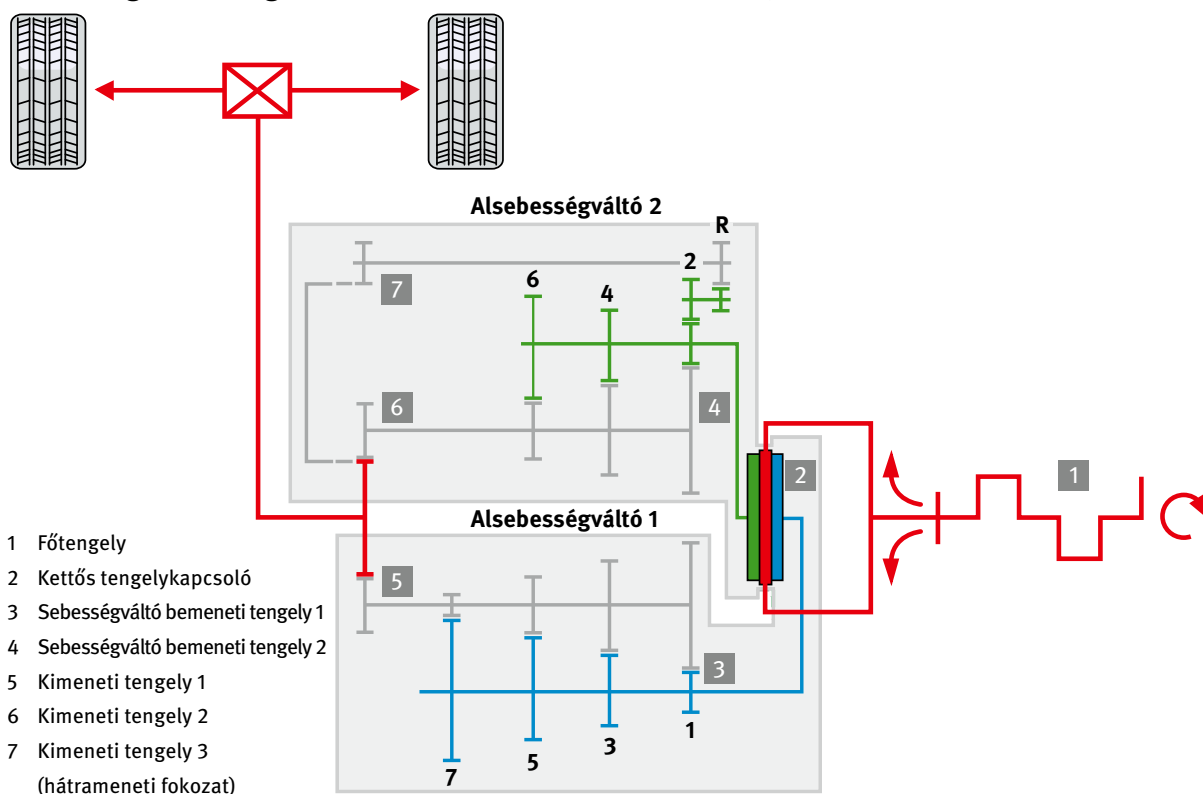 Alsebességváltó 2
R
2
6
4
7
6
4
2
1
Alsebességváltó 1
5
3
1
3
5
7
1 Főtengely
2 Kettős tengelykapcsoló
3 Sebességváltó bemeneti tengely 1
4 Sebességváltó bemeneti tengely 2
5 Kimeneti tengely 1
6 Kimeneti tengely 2
7 Kimeneti tengely 3
(hátrameneti fokozat)